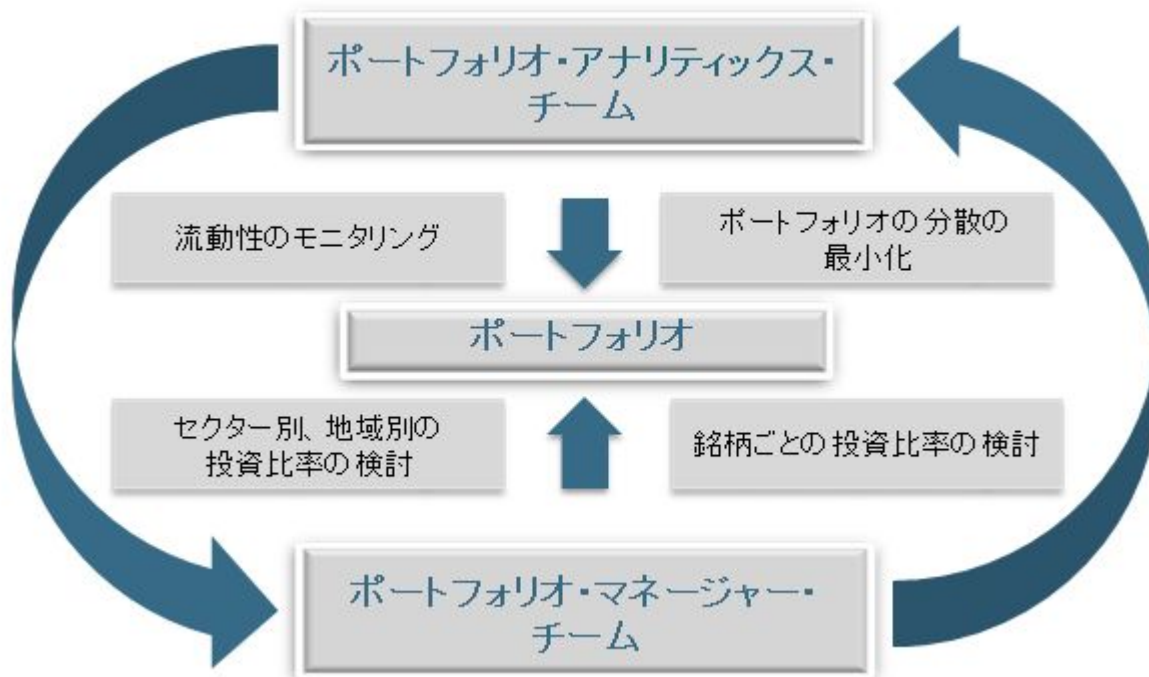 ポートフォリオ・アナリティックス・
チーム
流動性のモニタリング
ポートフォリオの分散の
最小化
ポートフォリオ
セクター別、地域別の
投資比率の検討
銘柄ごとの投資比率の検討
ポートフォリオ・マネージャー・
チーム